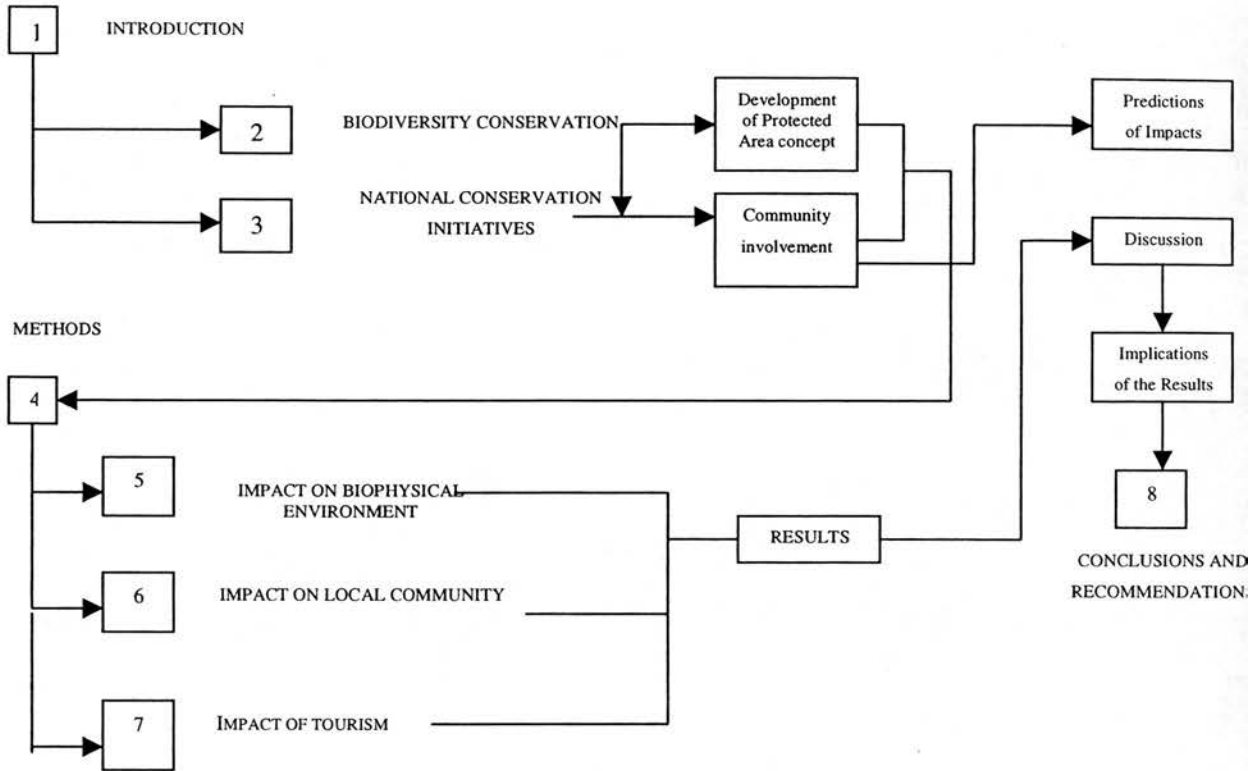 1
INTRODUCTION
2
BIODIVERSITY CONSERVATION
Development
of Protected
Area concept
Predictions
of Impacts
3
NATIONAL CONSERVATION
INITIATIVES
Community
involvement
Discussion
METHODS
Implications
of the Results
4
5
IMPACT ON BIOPHYSICAL
ENVIRONMENT
RESULTS
8
CONCLUSIONS AND
RECOMMENDATION
6
IMPACT ON LOCAL COMMUNITY
7
IMPACT OF TOURISM